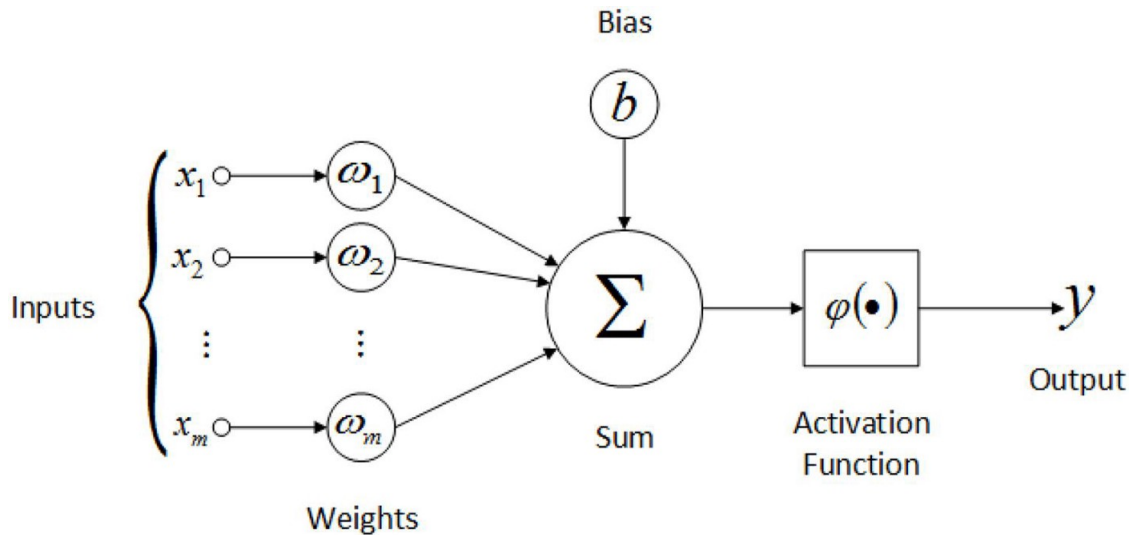 Bias
b
x₁
ω₁
x₂
ω₂
Inputs
⋮
⋮
Σ
φ(•)
y
Output
xₘ
ωₘ
Sum
Activation
Function
Weights